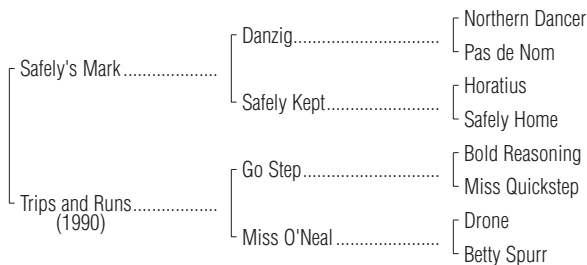 Northern Dancer
Danzig
Pas de Nom
Safely's Mark
Horatius
Safely Kept
Safely Home
Bold Reasoning
Go Step
Miss Quickstep
Trips and Runs
(1990)
Drone
Miss O'Neal
Betty Spurr